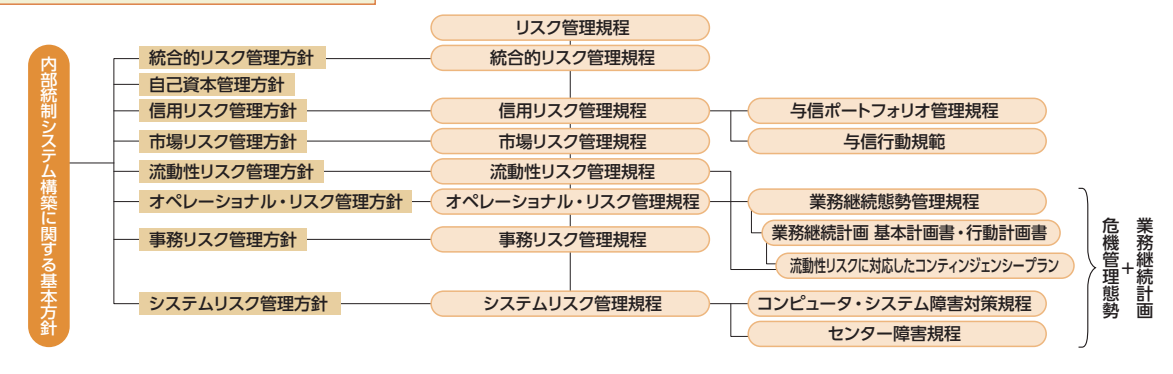 リスク管理規程
内部統制システム構築に関する基本方針
統合的リスク管理方針
統合的リスク管理規程
自己資本管理方針
信用リスク管理方針
信用リスク管理規程
与信ポートフォリオ管理規程
市場リスク管理方針
市場リスク管理規程
与信行動規範
流動性リスク管理方針
流動性リスク管理規程
オペレーショナル・リスク管理方針
オペレーショナル・リスク管理規程
業務継続態勢管理規程
業務継続計画 基本計画書・行動計画書
事務リスク管理方針
事務リスク管理規程
流動性リスクに対応したコンティンジェンシープラン
システムリスク管理方針
システムリスク管理規程
コンピュータ・システム障害対策規程
センター障害規程
業務継続計画
+
危機管理態勢